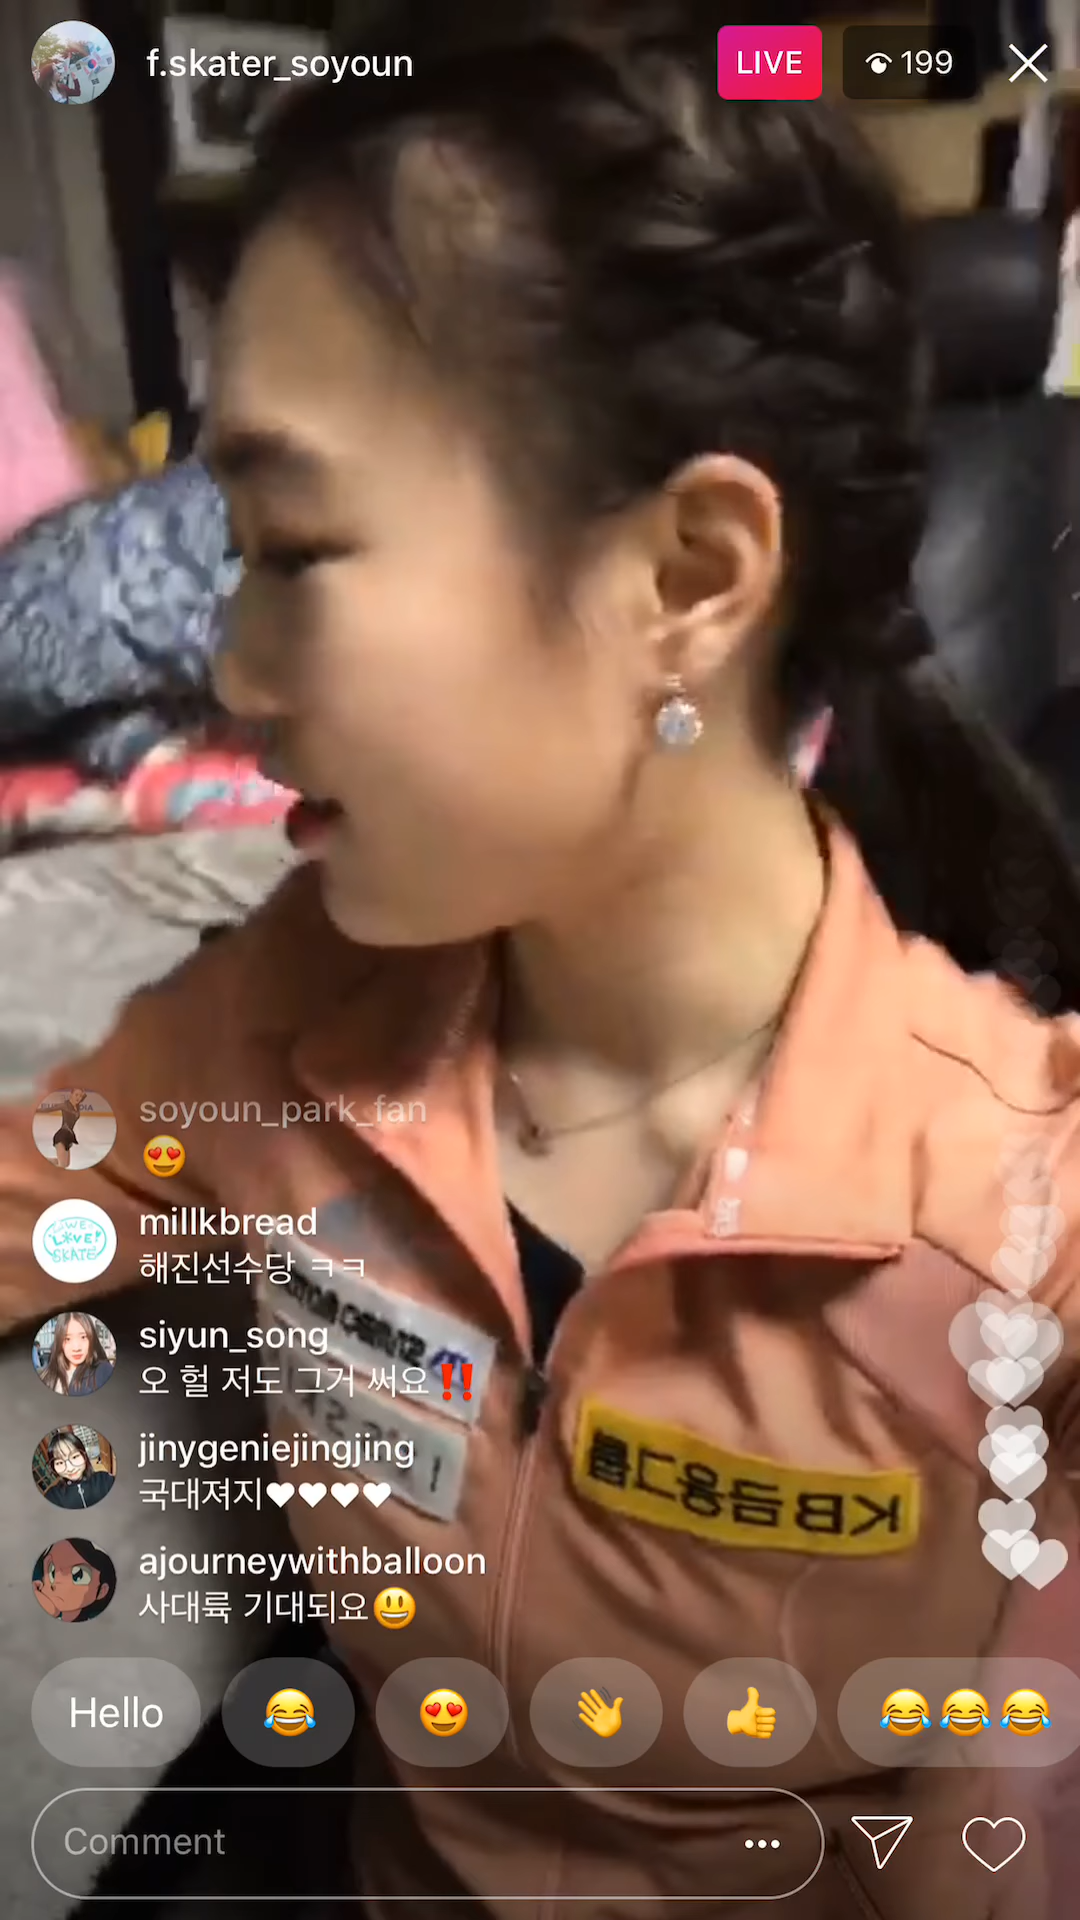 f.skater_soyoun
LIVE
199
soyoun_park_fan
😍
millkbread
해진선수당 ㅋㅋ
siyun_song
오 헐 저도 그거 써요‼️
jinygeniejingjing
국대져지♥♥♥♥
ajourneywithballoon
사대륙 기대되요😃
KB금융그룹
Hello
😂
😍
👋
👍
😂😂😂
Comment